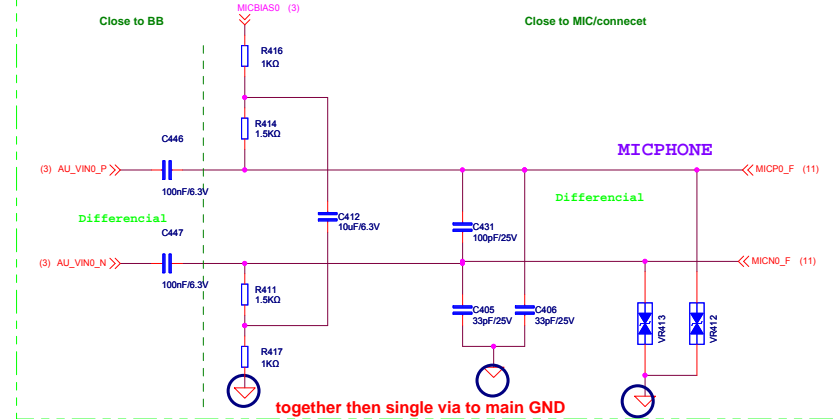 MICBIAS0 (3)
Close to BB
Close to MIC/connecet
R416
1KΩ
R414
1.5KΩ
C446
MICPHONE
(3) AU_VIN0_P
MICP0_F (11)
100nF/6.3V
Differencial
Differencial
C412
10uF/6.3V
C431
100pF/25V
C447
(3) AU_VIN0_N
MICN0_F (11)
100nF/6.3V
R411
1.5KΩ
C405
33pF/25V
C406
33pF/25V
VR413
VR412
R417
1KΩ
together then single via to main GND